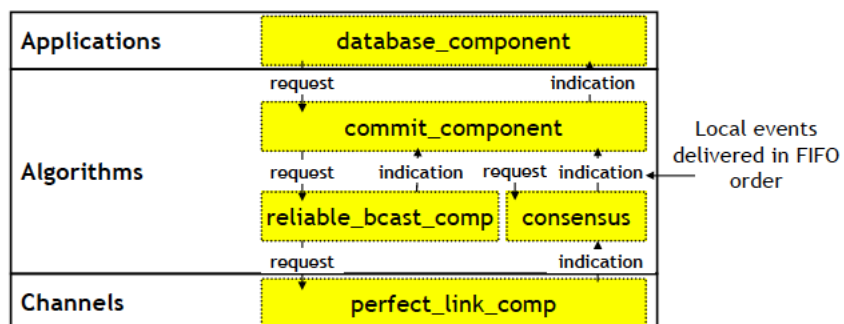 Applications
database_component
request
indication
commit_component
Algorithms
request
indication
request
indication
Local events
delivered in FIFO
order
reliable_bcast_comp
consensus
request
indication
Channels
perfect_link_comp